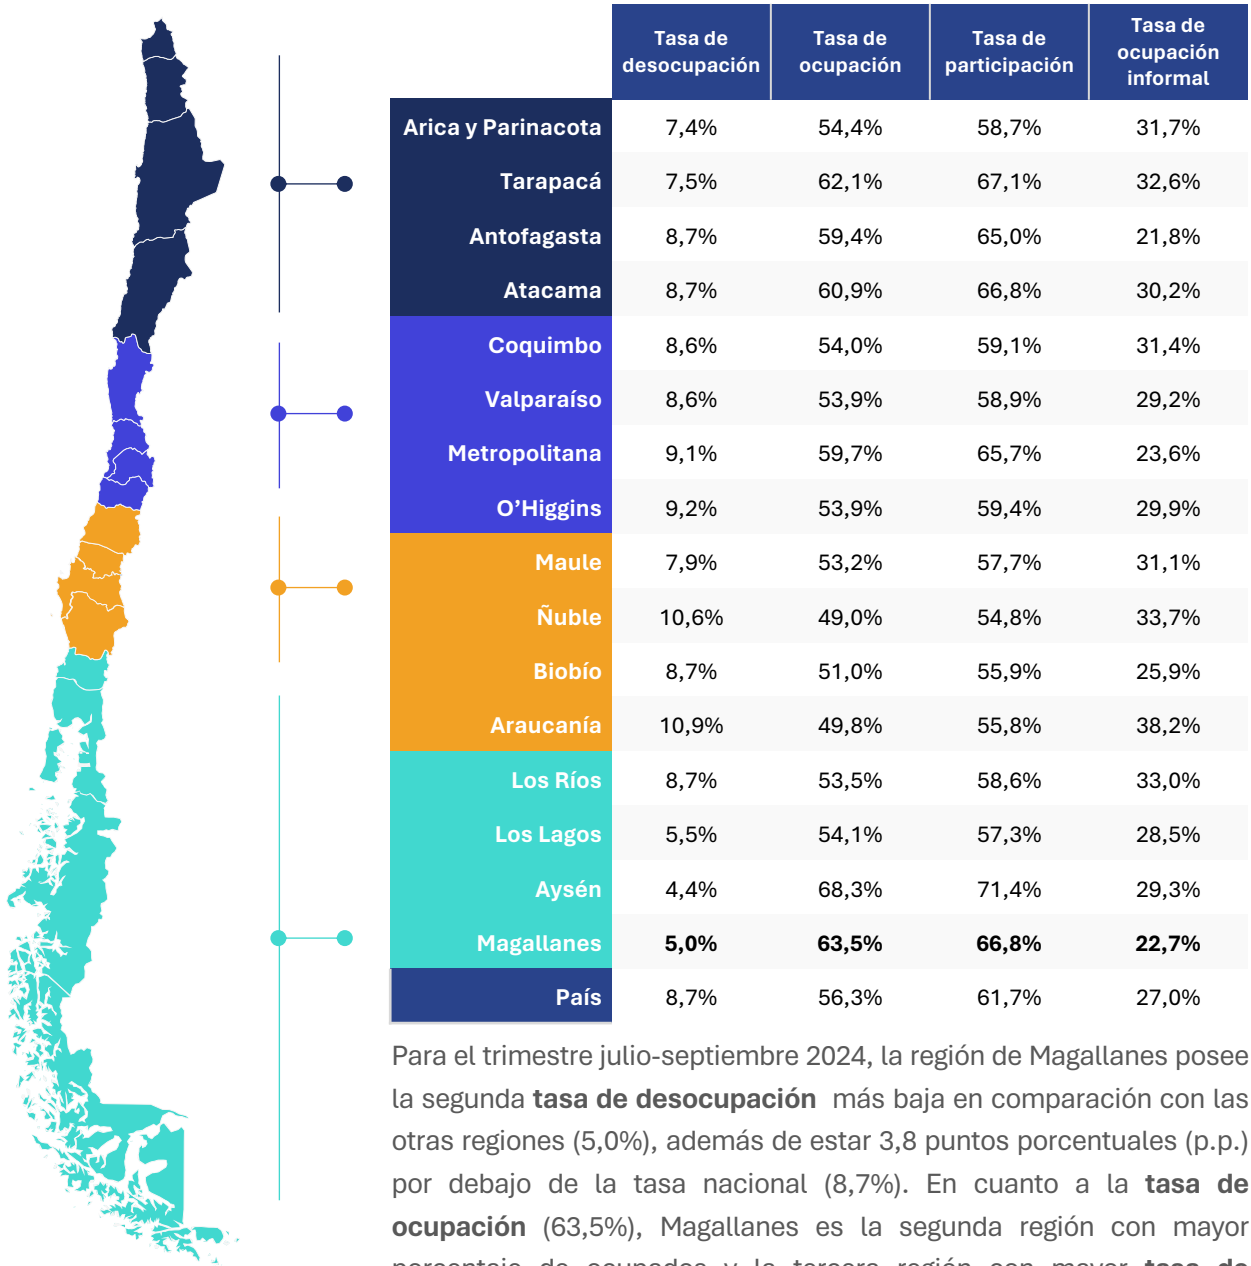 Tasa de desocupación Tasa de ocupación Tasa de participación Tasa de ocupación informal
Arica y Parinacota 7,4% 54,4% 58,7% 31,7%
Tarapacá 7,5% 62,1% 67,1% 32,6%
Antofagasta 8,7% 59,4% 65,0% 21,8%
Atacama 8,7% 60,9% 66,8% 30,2%
Coquimbo 8,6% 54,0% 59,1% 31,4%
Valparaíso 8,6% 53,9% 58,9% 29,2%
Metropolitana 9,1% 59,7% 65,7% 23,6%
O’Higgins 9,2% 53,9% 59,4% 29,9%
Maule 7,9% 53,2% 57,7% 31,1%
Ñuble 10,6% 49,0% 54,8% 33,7%
Biobío 8,7% 51,0% 55,9% 25,9%
Araucanía 10,9% 49,8% 55,8% 38,2%
Los Ríos 8,7% 53,5% 58,6% 33,0%
Los Lagos 5,5% 54,1% 57,3% 28,5%
Aysén 4,4% 68,3% 71,4% 29,3%
Magallanes 5,0% 63,5% 66,8% 22,7%
País 8,7% 56,3% 61,7% 27,0%
Para el trimestre julio-septiembre 2024, la región de Magallanes posee
la segunda tasa de desocupación más baja en comparación con las
otras regiones (5,0%), además de estar 3,8 puntos porcentuales (p.p.)
por debajo de la tasa nacional (8,7%). En cuanto a la tasa de
ocupación (63,5%), Magallanes es la segunda región con mayor
porcentaje de ocupados y la tercera región con mayor tasa de